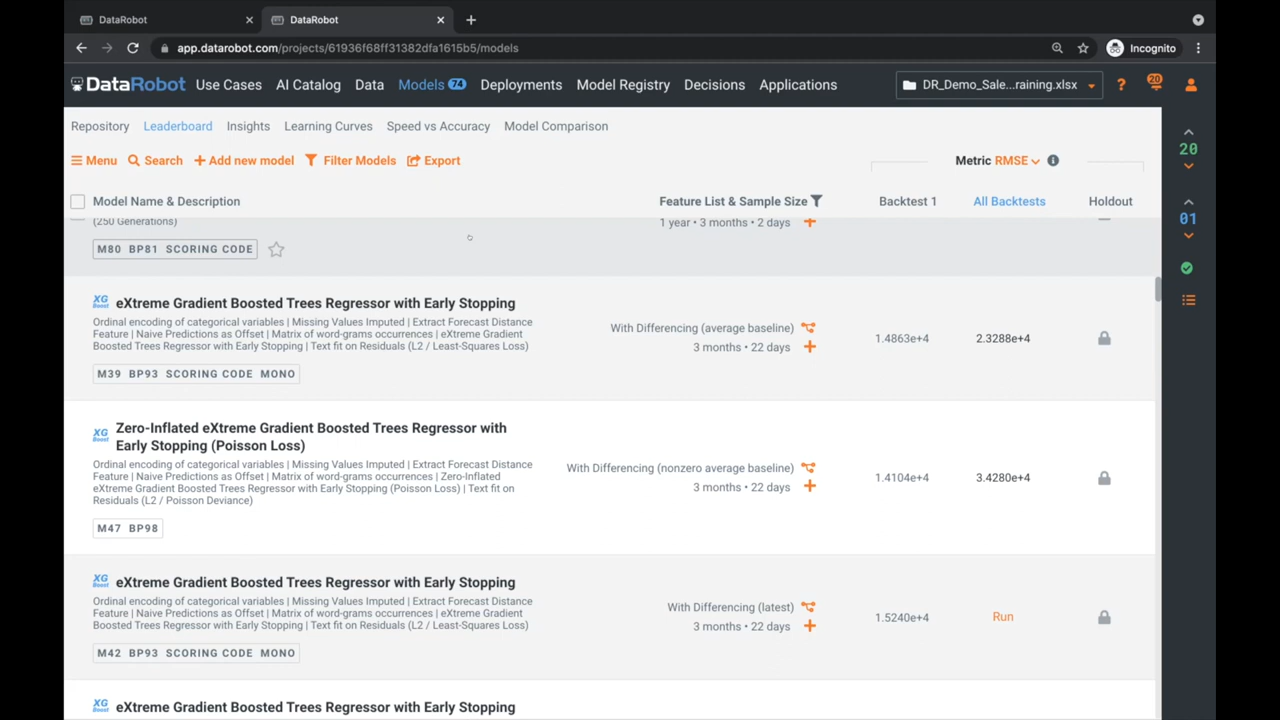 DataRobot
DataRobot
app.datarobot.com/projects/61936f68ff31382dfa1615b5/models
Incognito
DataRobot Use Cases AI Catalog Data Models 74 Deployments Model Registry Decisions Applications DR_Demo_Sale...raining.xlsx ? 20
Repository Leaderboard Insights Learning Curves Speed vs Accuracy Model Comparison
Menu Search Add new model Filter Models Export Metric RMSE
Model Name & Description Feature List & Sample Size Backtest 1 All Backtests Holdout
20
01
(250 Generations) 1 year • 3 months • 2 days
M80 BP81 SCORING CODE
XG Boost eXtreme Gradient Boosted Trees Regressor with Early Stopping
Ordinal encoding of categorical variables | Missing Values Imputed | Extract Forecast Distance
Feature | Naive Predictions as Offset | Matrix of word-grams occurrences | eXtreme Gradient
Boosted Trees Regressor with Early Stopping | Text fit on Residuals (L2 / Least-Squares Loss)
With Differencing (average baseline)
3 months • 22 days
1.4863e+4 2.3288e+4
M39 BP93 SCORING CODE MONO
XG Boost Zero-Inflated eXtreme Gradient Boosted Trees Regressor with
Early Stopping (Poisson Loss)
Ordinal encoding of categorical variables | Missing Values Imputed | Extract Forecast Distance
Feature | Naive Predictions as Offset | Matrix of word-grams occurrences | Zero-Inflated
eXtreme Gradient Boosted Trees Regressor with Early Stopping (Poisson Loss) | Text fit on
Residuals (L2 / Poisson Deviance)
With Differencing (nonzero average baseline)
3 months • 22 days
1.4104e+4 3.4280e+4
M47 BP98
XG Boost eXtreme Gradient Boosted Trees Regressor with Early Stopping
Ordinal encoding of categorical variables | Missing Values Imputed | Extract Forecast Distance
Feature | Naive Predictions as Offset | Matrix of word-grams occurrences | eXtreme Gradient
Boosted Trees Regressor with Early Stopping | Text fit on Residuals (L2 / Least-Squares Loss)
With Differencing (latest)
3 months • 22 days
1.5240e+4 Run
M42 BP93 SCORING CODE MONO
XG Boost eXtreme Gradient Boosted Trees Regressor with Early Stopping